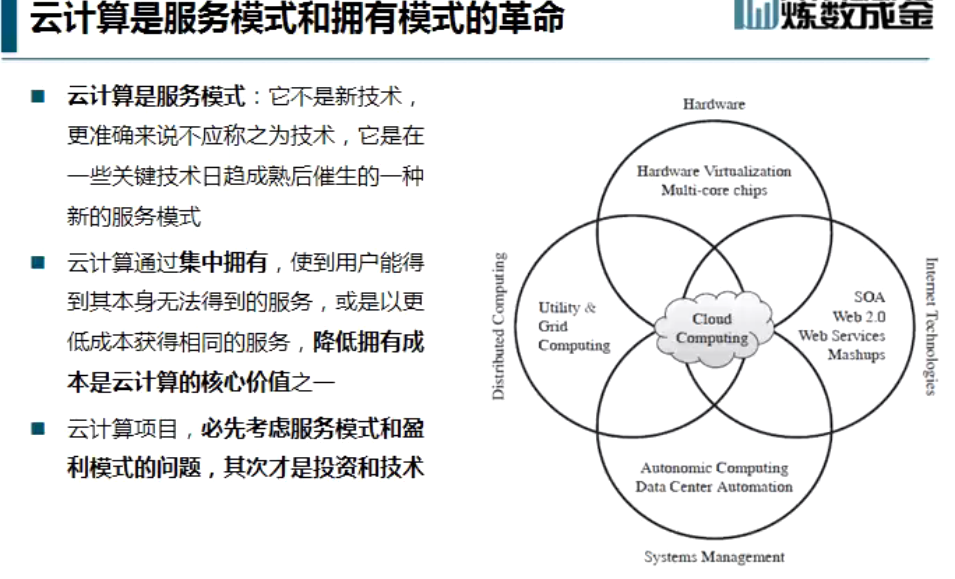 云计算是服务模式和拥有模式的革命
炼数成金
■ 云计算是服务模式：它不是新技术，
更准确来说不应称之为技术，它是在
一些关键技术日趋成熟后催生的一种
新的服务模式
■ 云计算通过集中拥有，使到用户能得
到其本身无法得到的服务，或是以更
低成本获得相同的服务，降低拥有成
本是云计算的核心价值之一
■ 云计算项目，必先考虑服务模式和盈
利模式的问题，其次才是投资和技术
Hardware
Hardware Virtualization
Multi-core chips
Distributed Computing
Utility &
Grid
Computing
Cloud
Computing
SOA
Web 2.0
Web Services
Mashups
Internet Technologies
Autonomic Computing
Data Center Automation
Systems Management